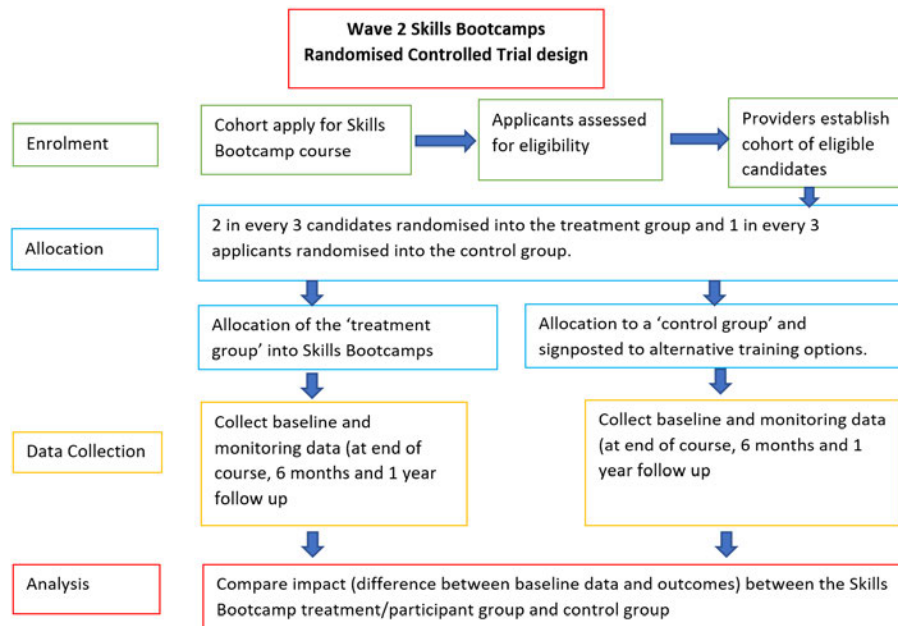 Wave 2 Skills Bootcamps
Randomised Controlled Trial design
Enrolment
Cohort apply for Skills
Bootcamp course
Applicants assessed
for eligibility
Providers establish
cohort of eligible
candidates
Allocation
2 in every 3 candidates randomised into the treatment group and 1 in every 3
applicants randomised into the control group.
Allocation of the ‘treatment
group’ into Skills Bootcamps
Allocation to a ‘control group’ and
signposted to alternative training options.
Data Collection
Collect baseline and
monitoring data (at end of
course, 6 months and 1 year
follow up
Collect baseline and monitoring data
(at end of course, 6 months and 1
year follow up
Analysis
Compare impact (difference between baseline data and outcomes) between the Skills
Bootcamp treatment/participant group and control group